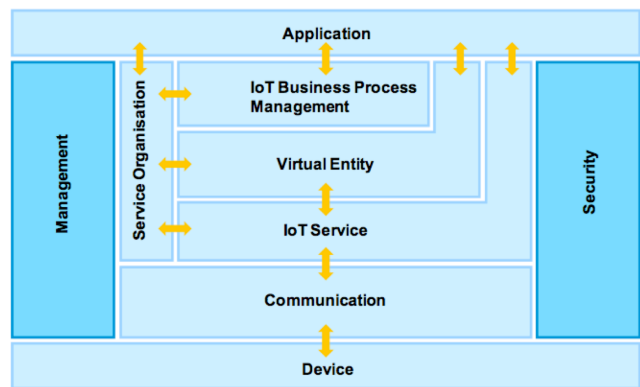 Application
Management
Service Organisation
IoT Business Process
Management
Virtual Entity
IoT Service
Communication
Security
Device